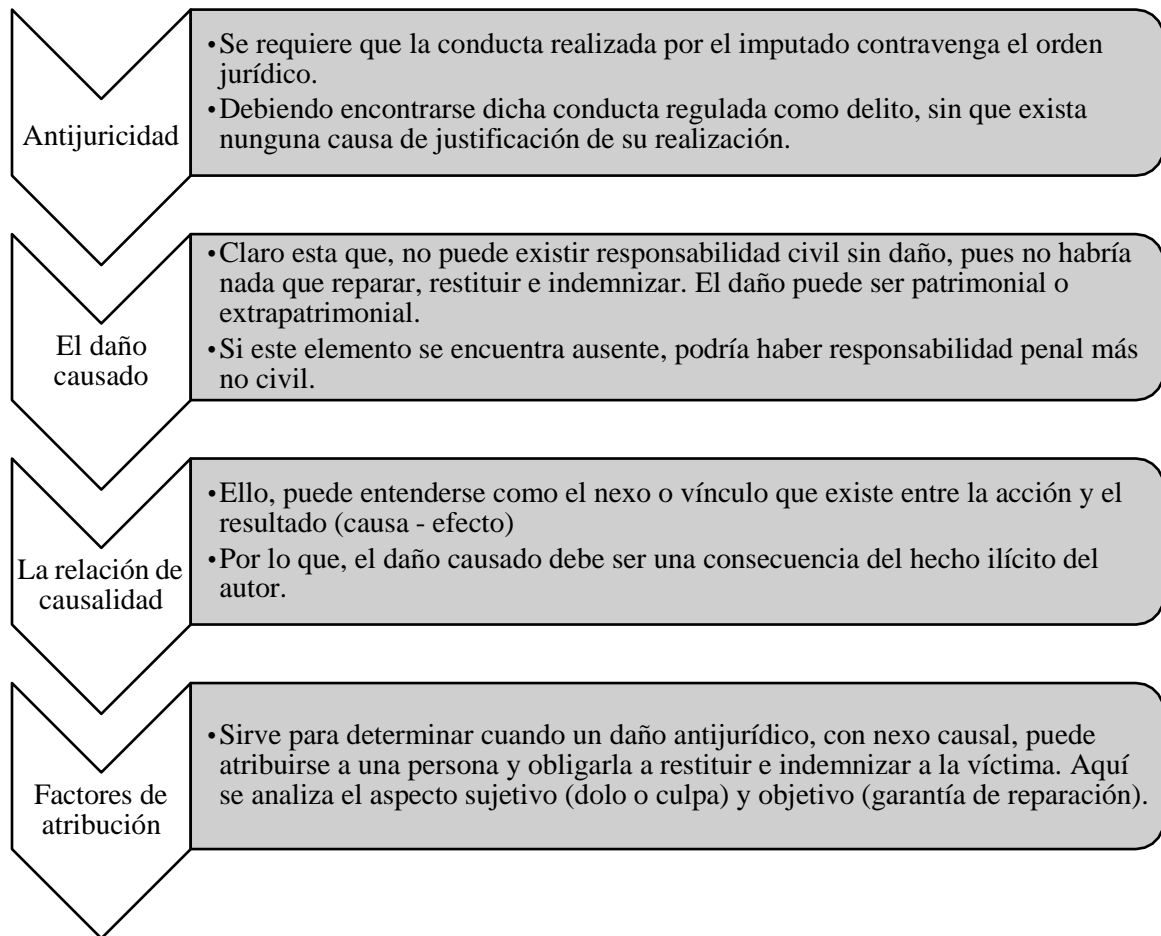 Antijuricidad
•Se requiere que la conducta realizada por el imputado contravenga el orden
jurídico.
•Debiendo encontrarse dicha conducta regulada como delito, sin que exista
nunguna causa de justificación de su realización.
El daño
causado
•Claro esta que, no puede existir responsabilidad civil sin daño, pues no habría
nada que reparar, restituir e indemnizar. El daño puede ser patrimonial o
extrapatrimonial.
•Si este elemento se encuentra ausente, podría haber responsabilidad penal más
no civil.
La relación de
causalidad
•Ello, puede entenderse como el nexo o vínculo que existe entre la acción y el
resultado (causa - efecto)
•Por lo que, el daño causado debe ser una consecuencia del hecho ilícito del
autor.
Factores de
atribución
•Sirve para determinar cuando un daño antijurídico, con nexo causal, puede
atribuirse a una persona y obligarla a restituir e indemnizar a la víctima. Aquí
se analiza el aspecto sujetivo (dolo o culpa) y objetivo (garantía de reparación).